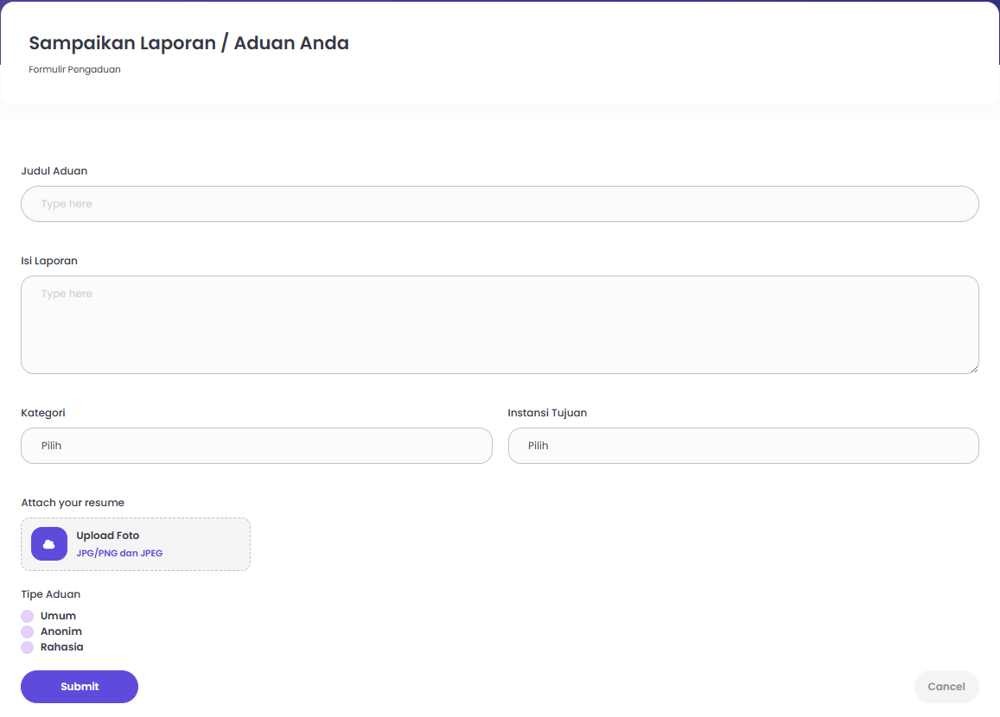 Sampaikan Laporan / Aduan Anda
Formulir Pengaduan
Judul Aduan
Type here
Isi Laporan
Type here
Kategori
Instansi Tujuan
Pilih
Pilih
Attach your resume
Upload Foto
JPG/PNG dan JPEG
Tipe Aduan
Umum
Anonim
Rahasia
Submit
Cancel